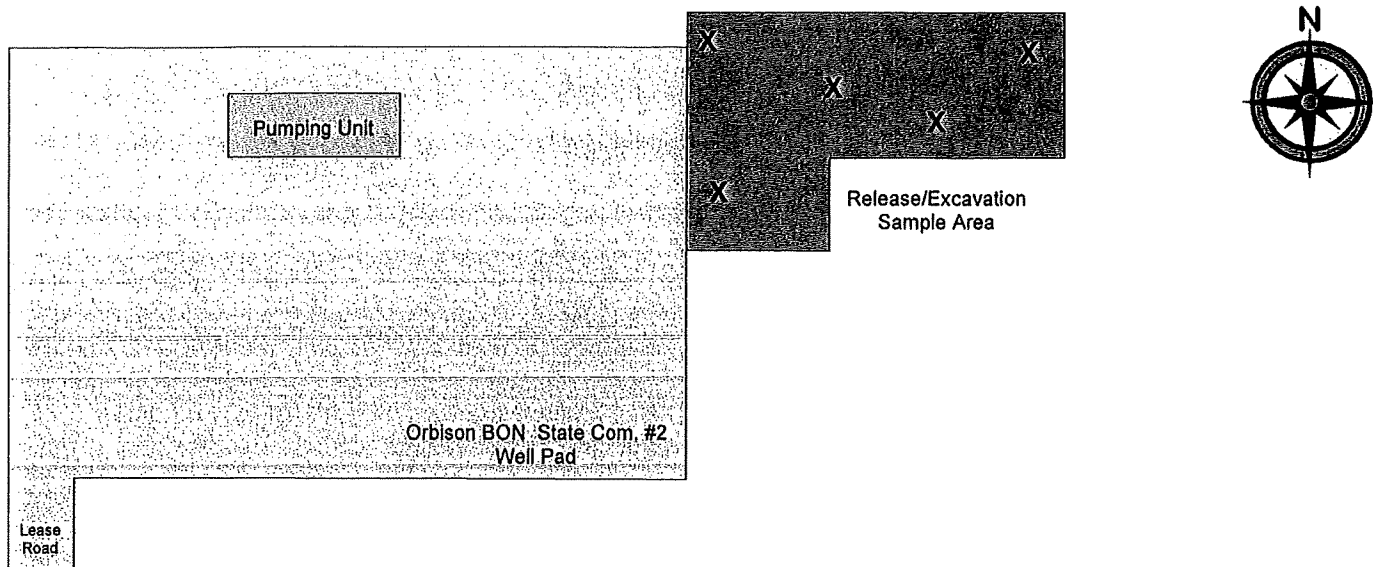 N
X
X
X
X
X
Pumping Unit
Release/Excavation
Sample Area
Orbison BON State Com. #2
Well Pad
Lease
Road